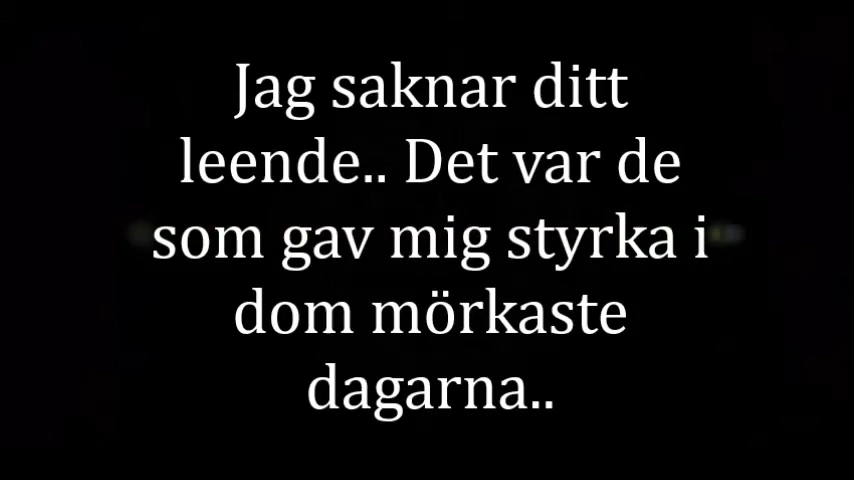 Jag saknar ditt
leende.. Det var de
som gav mig styrka i
dom mörkaste
dagarna..